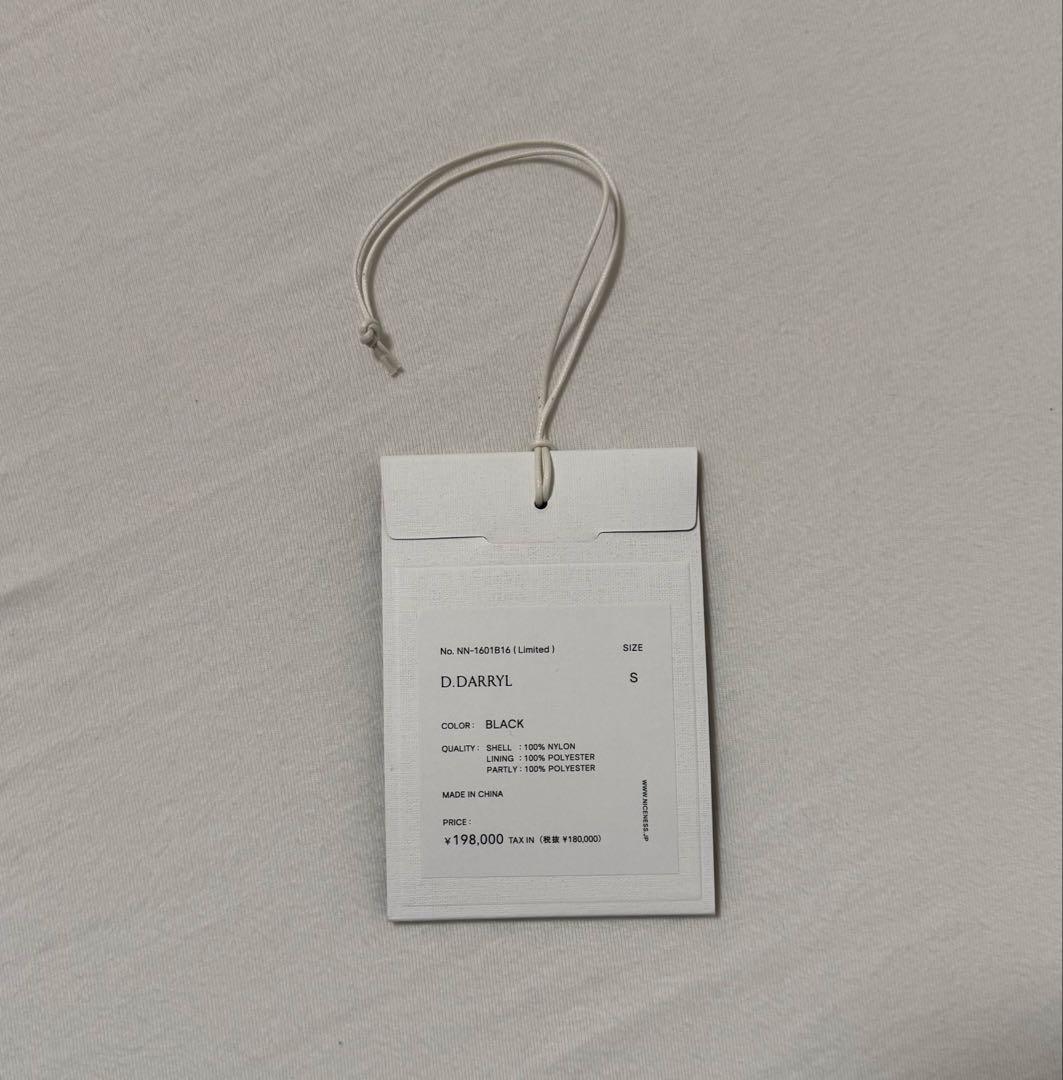 No. NN-1601B16 ( Limited ) SIZE
D.DARRYL S
COLOR : BLACK
QUALITY : SHELL : 100% NYLON
LINING : 100% POLYESTER
PARTLY : 100% POLYESTER
MADE IN CHINA
PRICE :
¥198,000 TAX IN (税抜 ¥180,000)
WWW.NICENESS.JP